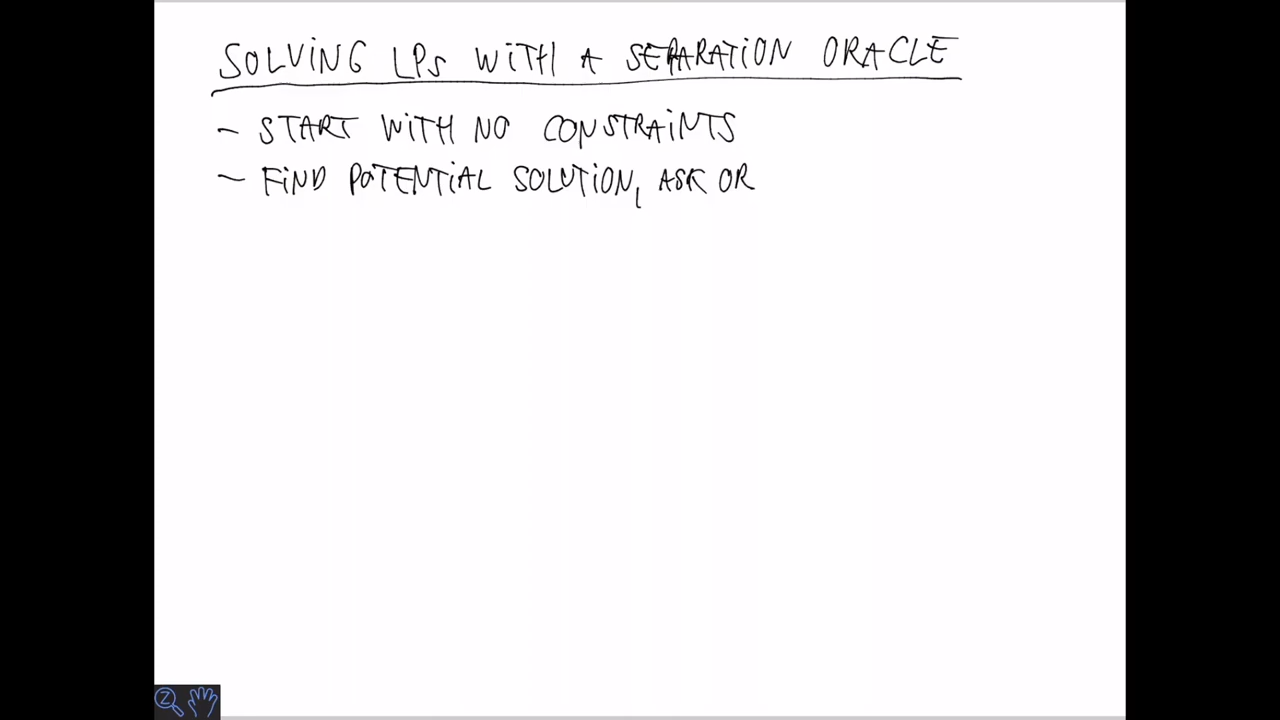 SOLVING LPs WITH A SEPARATION ORACLE
- START WITH NO CONSTRAINTS
- FIND POTENTIAL SOLUTION, ASK OR
Z